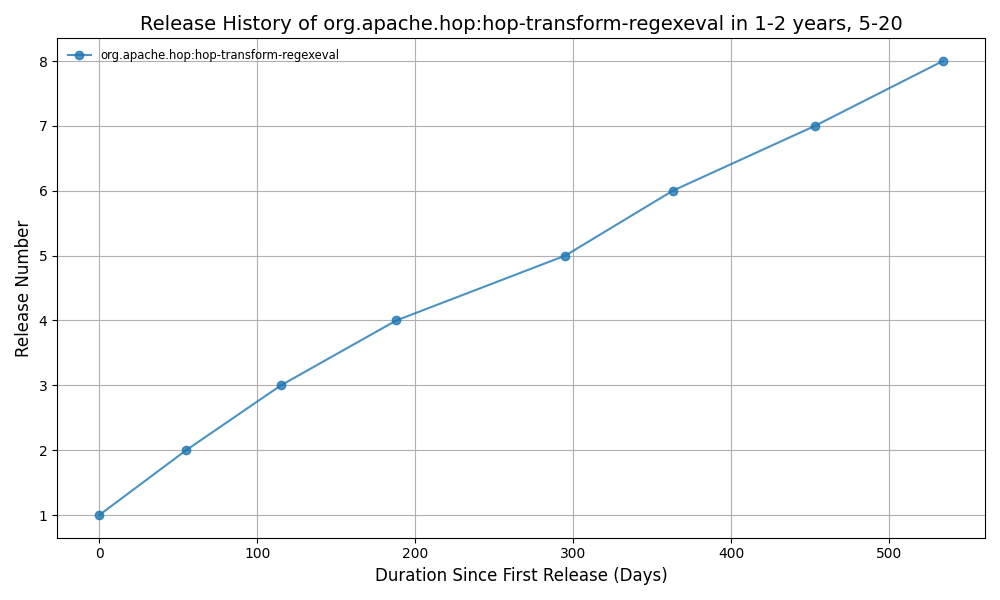 Release History of org.apache.hop:hop-transform-regexeval in 1-2 years, 5-20
org.apache.hop:hop-transform-regexeval
8
7
6
5
4
3
2
1
Release Number
0 100 200 300 400 500
Duration Since First Release (Days)